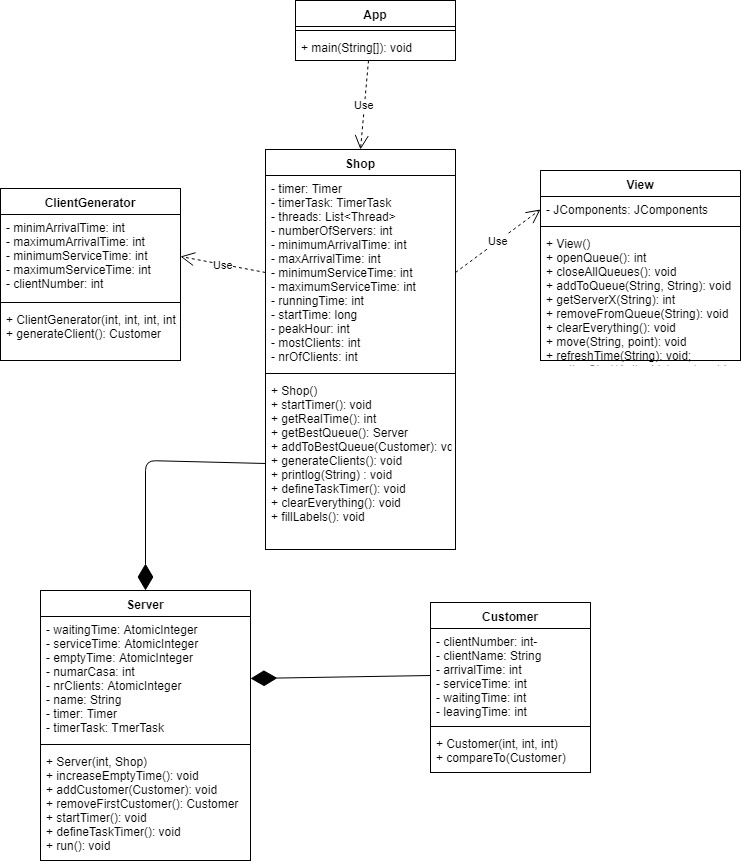 App
+ main(String[]): void
Use
Shop
- timer: Timer
- timerTask: TimerTask
- threads: List<Thread>
- numberOfServers: int
- minimumArrivalTime: int
- maxArrivalTime: int
- minimumServiceTime: int
- maximumServiceTime: int
- runningTime: int
- startTime: long
- peakHour: int
- mostClients: int
- nrOfClients: int
+ Shop()
+ startTimer(): void
+ getRealTime(): int
+ getBestQueue(): Server
+ addToBestQueue(Customer): vo
+ generateClients(): void
+ printlog(String) : void
+ defineTaskTimer(): void
+ clearEverything(): void
+ fillLabels(): void
Use
ClientGenerator
- minimArrivalTime: int
- maximumArrivalTime: int
- minimumServiceTime: int
- maximumServiceTime: int
- clientNumber: int
+ ClientGenerator(int, int, int, int
+ generateClient(): Customer
Use
View
- JComponents: JComponents
+ View()
+ openQueue(): int
+ closeAllQueues(): void
+ addToQueue(String, String): void
+ getServerX(String): int
+ removeFromQueue(String): void
+ clearEverything(): void
+ move(String, point): void
+ refreshTime(String): void;
Server
- waitingTime: AtomicInteger
- serviceTime: AtomicInteger
- emptyTime: AtomicInteger
- numarCasa: int
- nrClients: AtomicInteger
- name: String
- timer: Timer
- timerTask: TmerTask
+ Server(int, Shop)
+ increaseEmptyTime(): void
+ addCustomer(Customer): void
+ removeFirstCustomer(): Customer
+ startTimer(): void
+ defineTaskTimer(): void
+ run(): void
Customer
- clientNumber: int-
- clientName: String
- arrivalTime: int
- serviceTime: int
- waitingTime: int
- leavingTime: int
+ Customer(int, int, int)
+ compareTo(Customer)